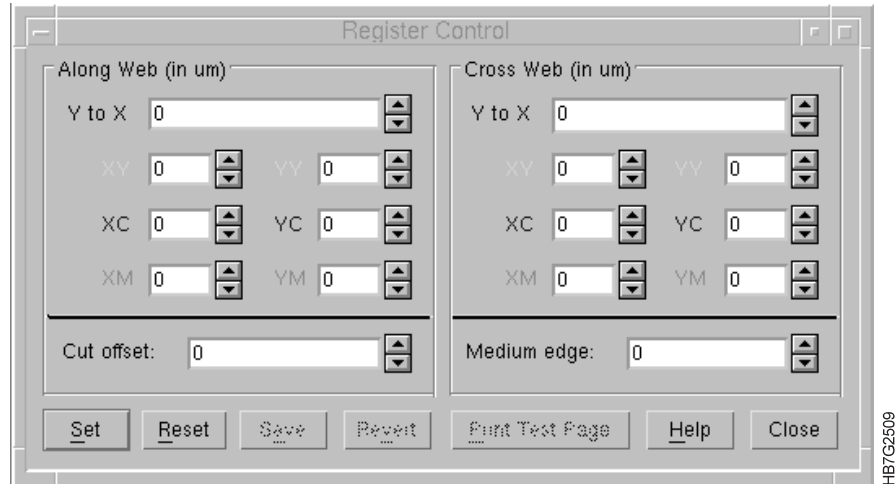 Register Control
Along Web (in um)
Y to X 0
XY 0 YY 0
XC 0 YC 0
XM 0 YM 0
Cut offset: 0
Cross Web (in um)
Y to X 0
XY 0 YY 0
XC 0 YC 0
XM 0 YM 0
Medium edge: 0
Set Reset Save Revert Print Test Page Help Close
HB7G2509